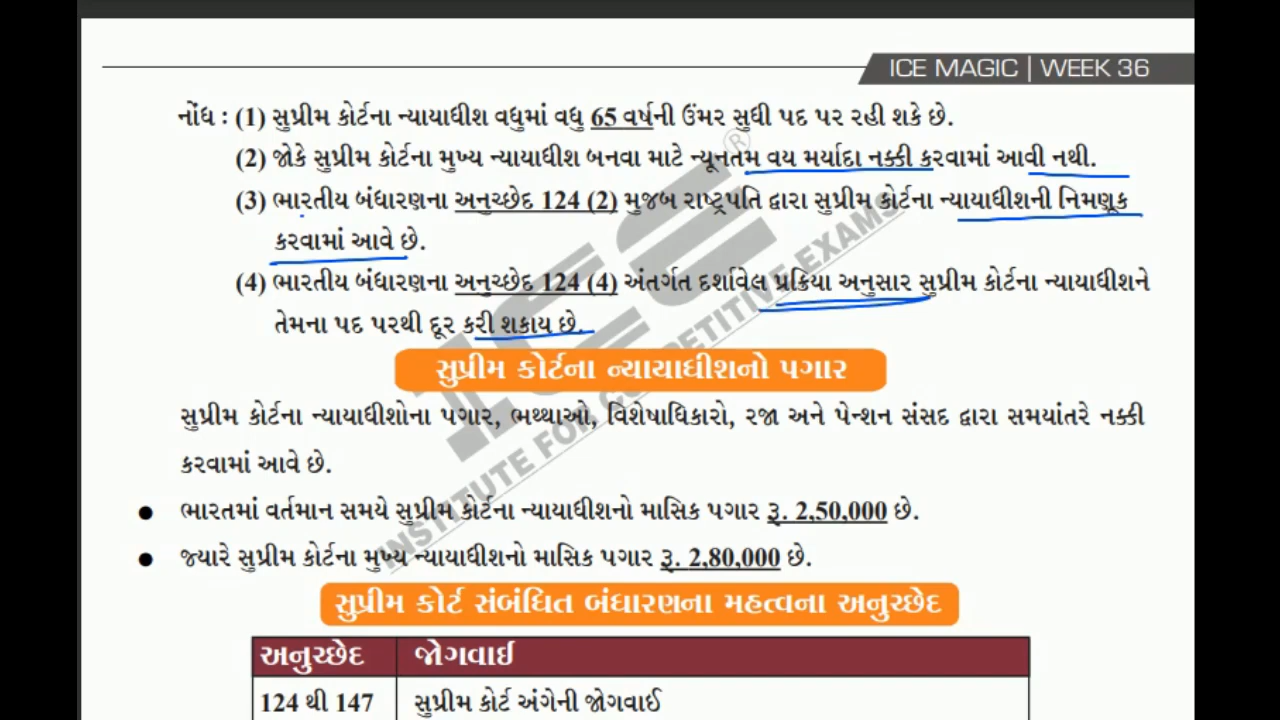 ICE MAGIC | WEEK 36
નોંધ : (1) સુપ્રીમ કોર્ટના ન્યાયાધીશ વધુમાં વધુ 65 વર્ષની ઉંમર સુધી પદ પર રહી શકે છે.
(2) જોકે સુપ્રીમ કોર્ટના મુખ્ય ન્યાયાધીશ બનવા માટે ન્યૂનતમ વય મર્યાદા નક્કી કરવામાં આવી નથી.
(3) ભારતીય બંધારણના અનુચ્છેદ 124 (2) મુજબ રાષ્ટ્રપતિ દ્વારા સુપ્રીમ કોર્ટના ન્યાયાધીશની નિમણૂક
કરવામાં આવે છે.
(4) ભારતીય બંધારણના અનુચ્છેદ 124 (4) અંતર્ગત દર્શાવેલ પ્રક્રિયા અનુસાર સુપ્રીમ કોર્ટના ન્યાયાધીશને
તેમના પદ પરથી દૂર કરી શકાય છે.
સુપ્રીમ કોર્ટના ન્યાયાધીશનો પગાર
સુપ્રીમ કોર્ટના ન્યાયાધીશોના પગાર, ભથ્થાઓ, વિશેષાધિકારો, રજા અને પેન્શન સંસદ દ્વારા સમયાંતરે નક્કી
કરવામાં આવે છે.
● ભારતમાં વર્તમાન સમયે સુપ્રીમ કોર્ટના ન્યાયાધીશનો માસિક પગાર રૂ. 2,50,000 છે.
● જ્યારે સુપ્રીમ કોર્ટના મુખ્ય ન્યાયાધીશનો માસિક પગાર રૂ. 2,80,000 છે.
સુપ્રીમ કોર્ટ સંબંધિત બંધારણના મહત્વના અનુચ્છેદ
અનુચ્છેદ જોગવાઈ
124 થી 147 સુપ્રીમ કોર્ટ અંગેની જોગવાઈ
ICE®
INSTITUTE FOR COMPETITIVE EXAMS